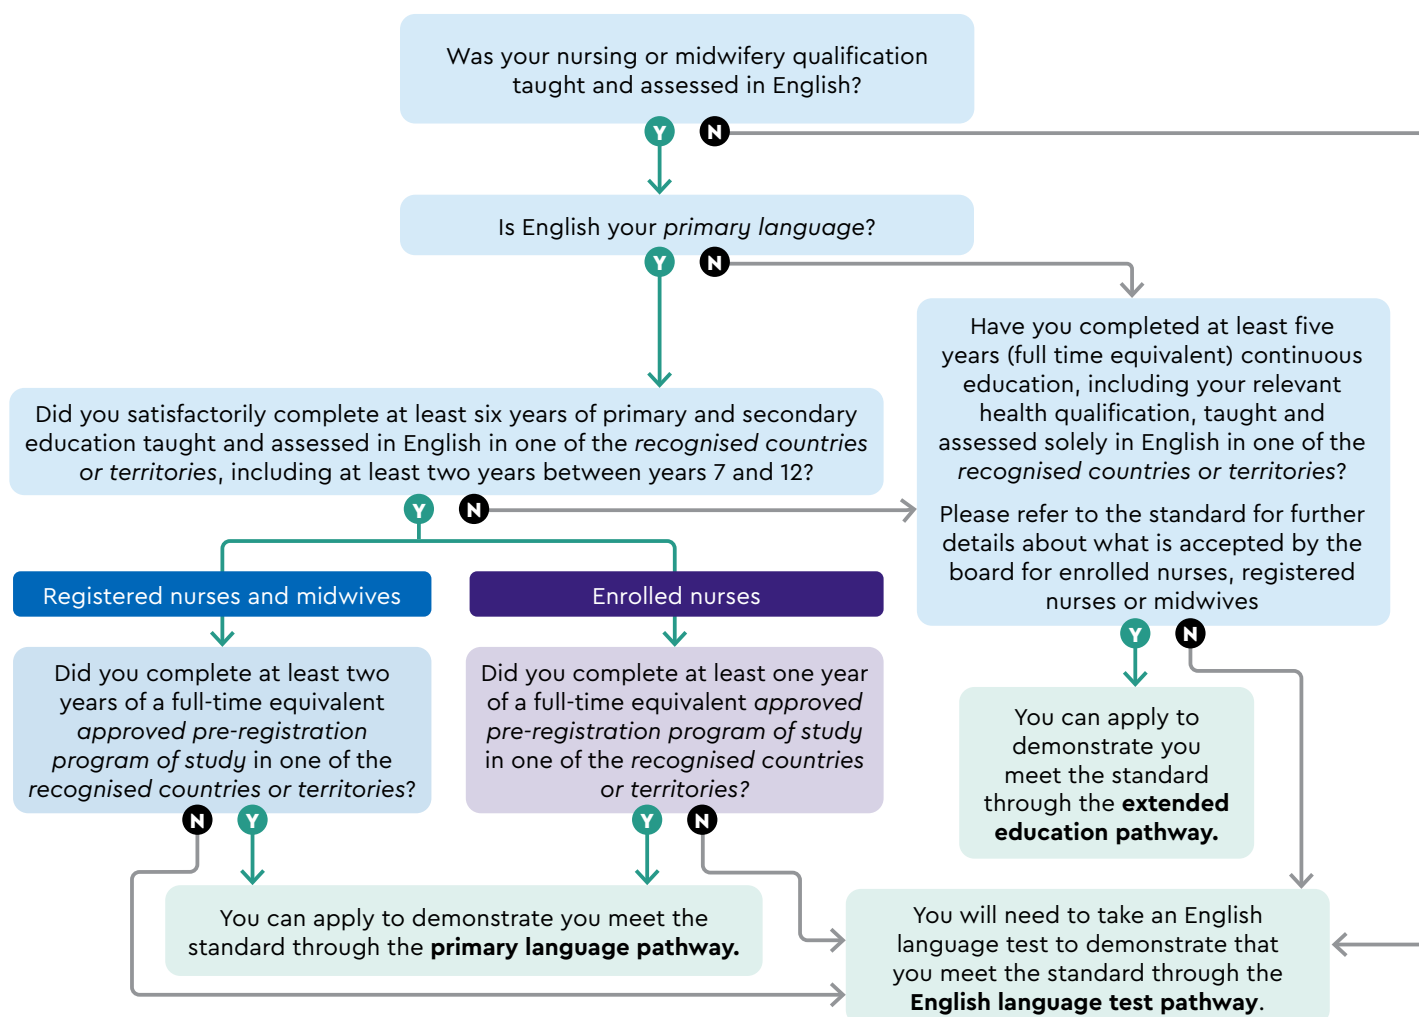 Was your nursing or midwifery qualification
taught and assessed in English?
Y N
Is English your primary language?
Y N
Have you completed at least five
years (full time equivalent) continuous
education, including your relevant
health qualification, taught and
assessed solely in English in one of the
recognised countries or territories?
Please refer to the standard for further
details about what is accepted by the
board for enrolled nurses, registered
nurses or midwives
Y N
Did you satisfactorily complete at least six years of primary and secondary
education taught and assessed in English in one of the recognised countries
or territories, including at least two years between years 7 and 12?
Y N
Registered nurses and midwives
Enrolled nurses
Did you complete at least two
years of a full-time equivalent
approved pre-registration
program of study in one of the
recognised countries or territories?
N Y
Did you complete at least one year
of a full-time equivalent approved
pre-registration program of study
in one of the recognised countries
or territories?
Y N
You can apply to
demonstrate you
meet the standard
through the extended
education pathway.
You can apply to demonstrate you meet the
standard through the primary language pathway.
You will need to take an English
language test to demonstrate that
you meet the standard through the
English language test pathway.